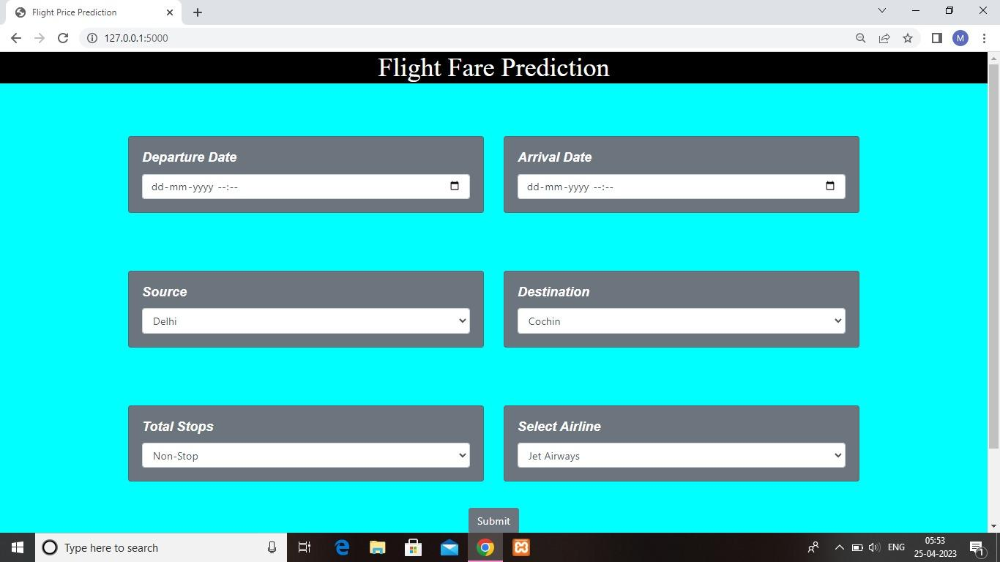 Flight Price Prediction
127.0.0.1:5000
M
Flight Fare Prediction
Departure Date
Arrival Date
dd-mm-yyyy --:--
dd-mm-yyyy --:--
Source
Destination
Delhi
Cochin
Total Stops
Select Airline
Non-Stop
Jet Airways
Submit
Type here to search
ENG
05:53
25-04-2023
1